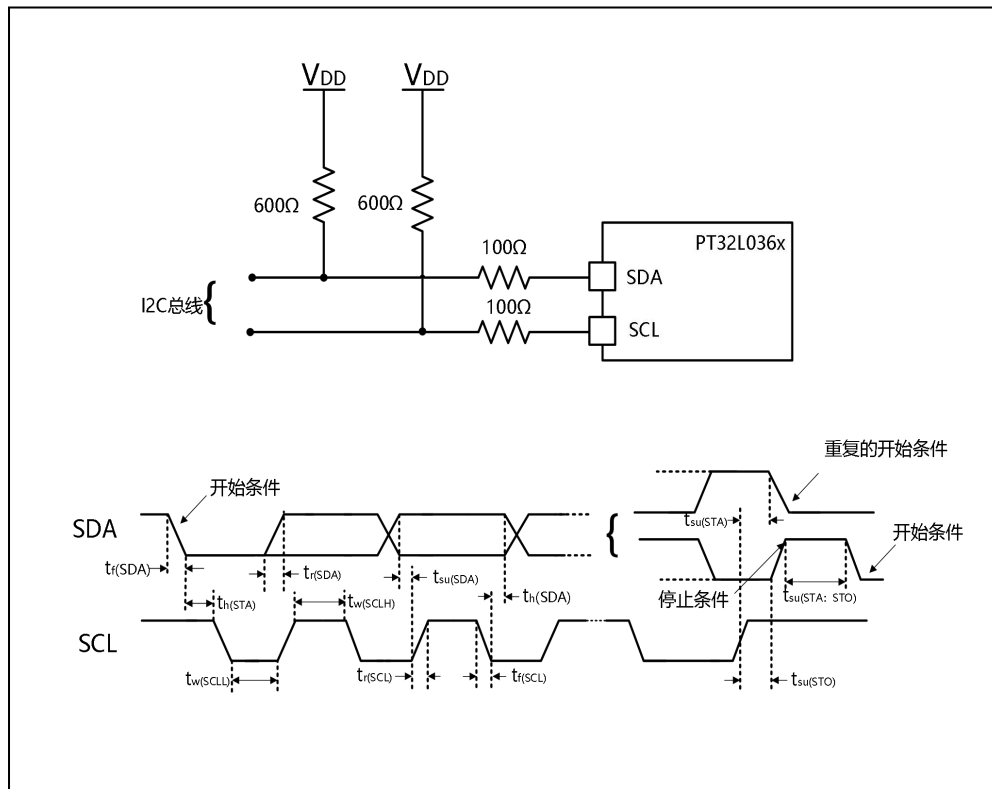 VDD VDD
600Ω 600Ω
100Ω
PT32L036x
SDA
I2C总线{
100Ω
SCL
重复的开始条件
开始条件
SDA
tsu(STA)
{
开始条件
tf(SDA)
tr(SDA)
tsu(SDA)
th(STA)
tw(SCLH)
th(SDA)
停止条件
tsu(STA: STO)
SCL
tw(SCLL)
tr(SCL)
tf(SCL)
tsu(STO)